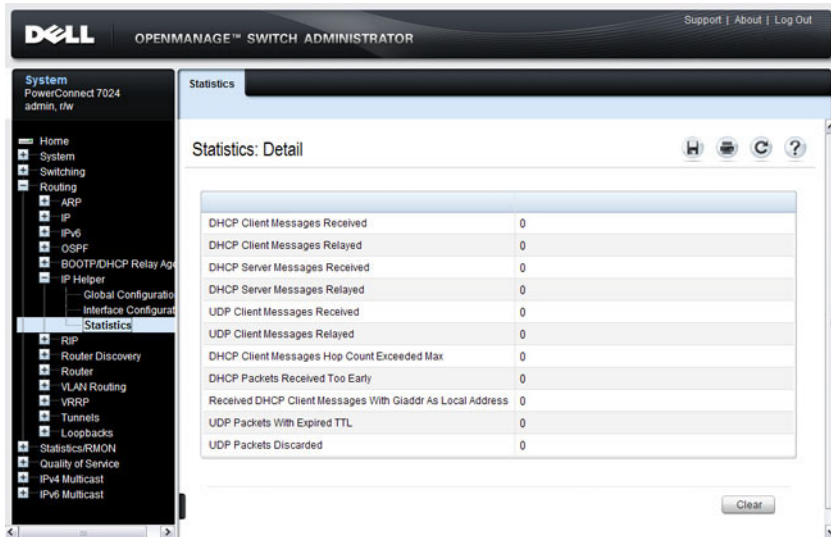 Support | About | Log Out
DELL
OPENMANAGE™ SWITCH ADMINISTRATOR
System
PowerConnect 7024
admin, r/w
Home
System
Switching
Routing
ARP
IP
IPv6
OSPF
BOOTP/DHCP Relay Age
IP Helper
Global Configuratio
Interface Configurat
Statistics
RIP
Router Discovery
Router
VLAN Routing
VRRP
Tunnels
Loopbacks
Statistics/RMON
Quality of Service
IPv4 Multicast
IPv6 Multicast
Statistics
Statistics: Detail
DHCP Client Messages Received 0
DHCP Client Messages Relayed 0
DHCP Server Messages Received 0
DHCP Server Messages Relayed 0
UDP Client Messages Received 0
UDP Client Messages Relayed 0
DHCP Client Messages Hop Count Exceeded Max 0
DHCP Packets Received Too Early 0
Received DHCP Client Messages With Giaddr As Local Address 0
UDP Packets With Expired TTL 0
UDP Packets Discarded 0
Clear